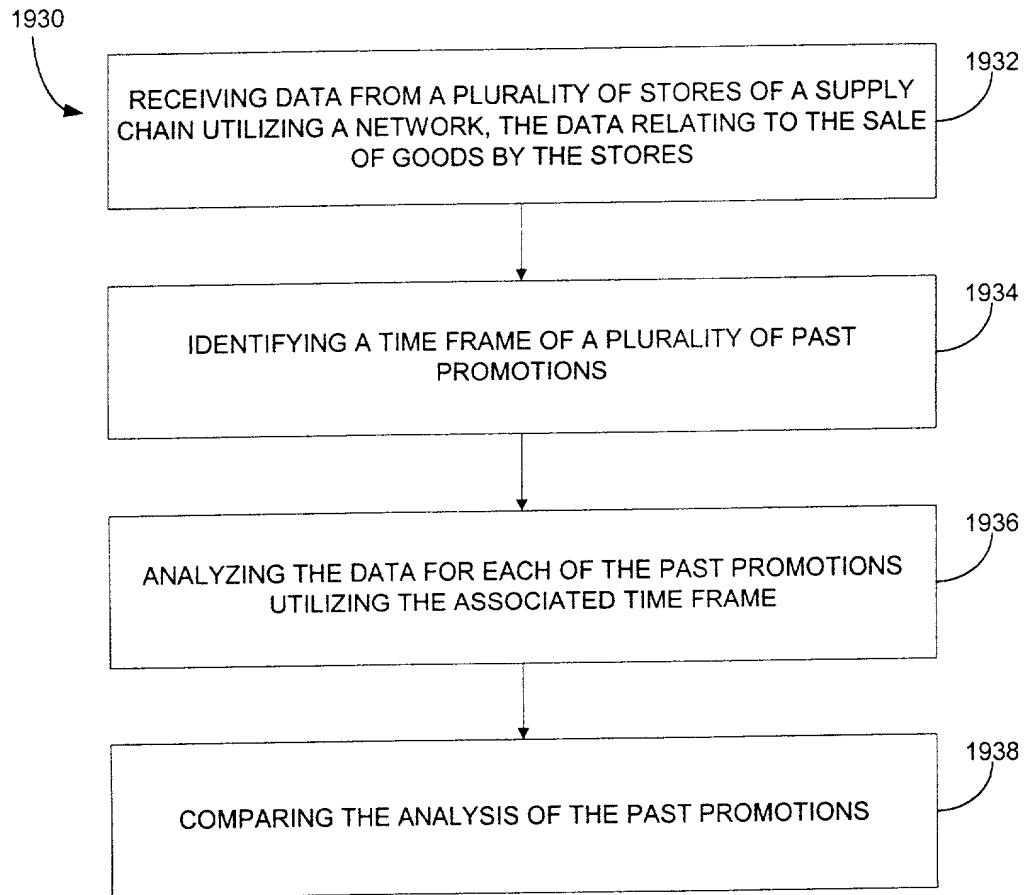 1930
1932
RECEIVING DATA FROM A PLURALITY OF STORES OF A SUPPLY
CHAIN UTILIZING A NETWORK, THE DATA RELATING TO THE SALE
OF GOODS BY THE STORES
1934
IDENTIFYING A TIME FRAME OF A PLURALITY OF PAST
PROMOTIONS
1936
ANALYZING THE DATA FOR EACH OF THE PAST PROMOTIONS
UTILIZING THE ASSOCIATED TIME FRAME
1938
COMPARING THE ANALYSIS OF THE PAST PROMOTIONS